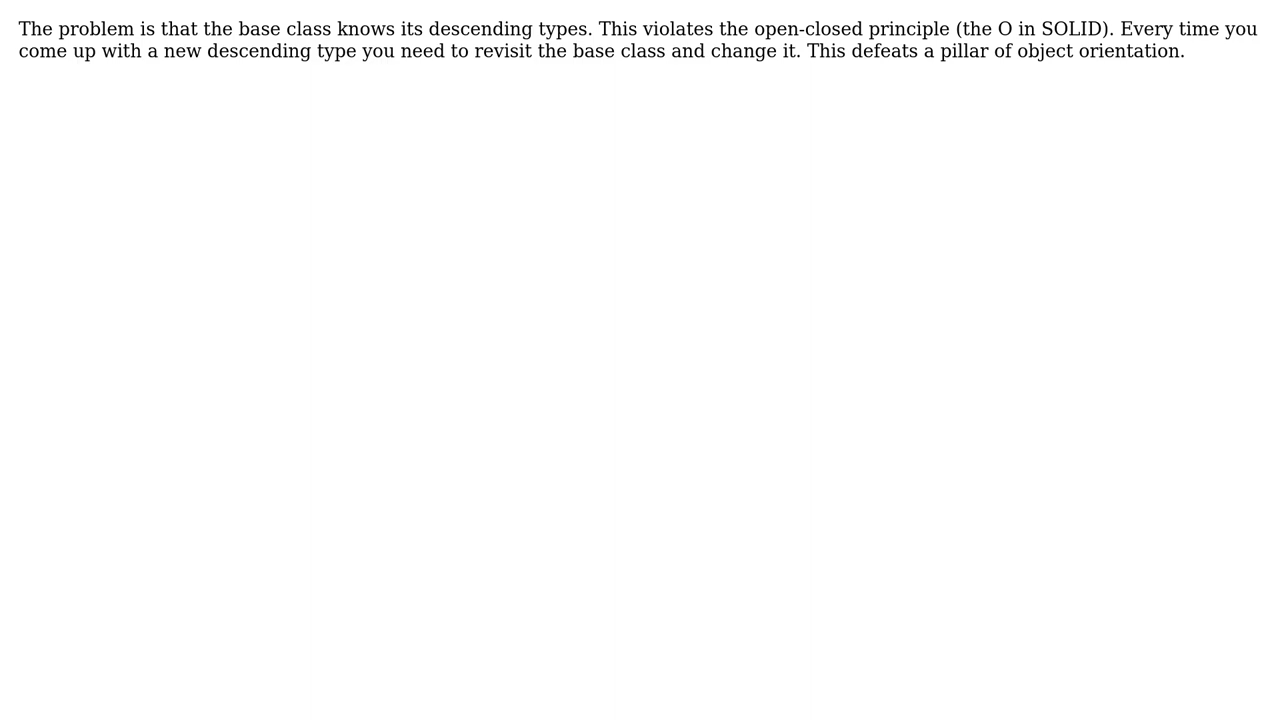 The problem is that the base class knows its descending types. This violates the open-closed principle (the O in SOLID). Every time you
come up with a new descending type you need to revisit the base class and change it. This defeats a pillar of object orientation.